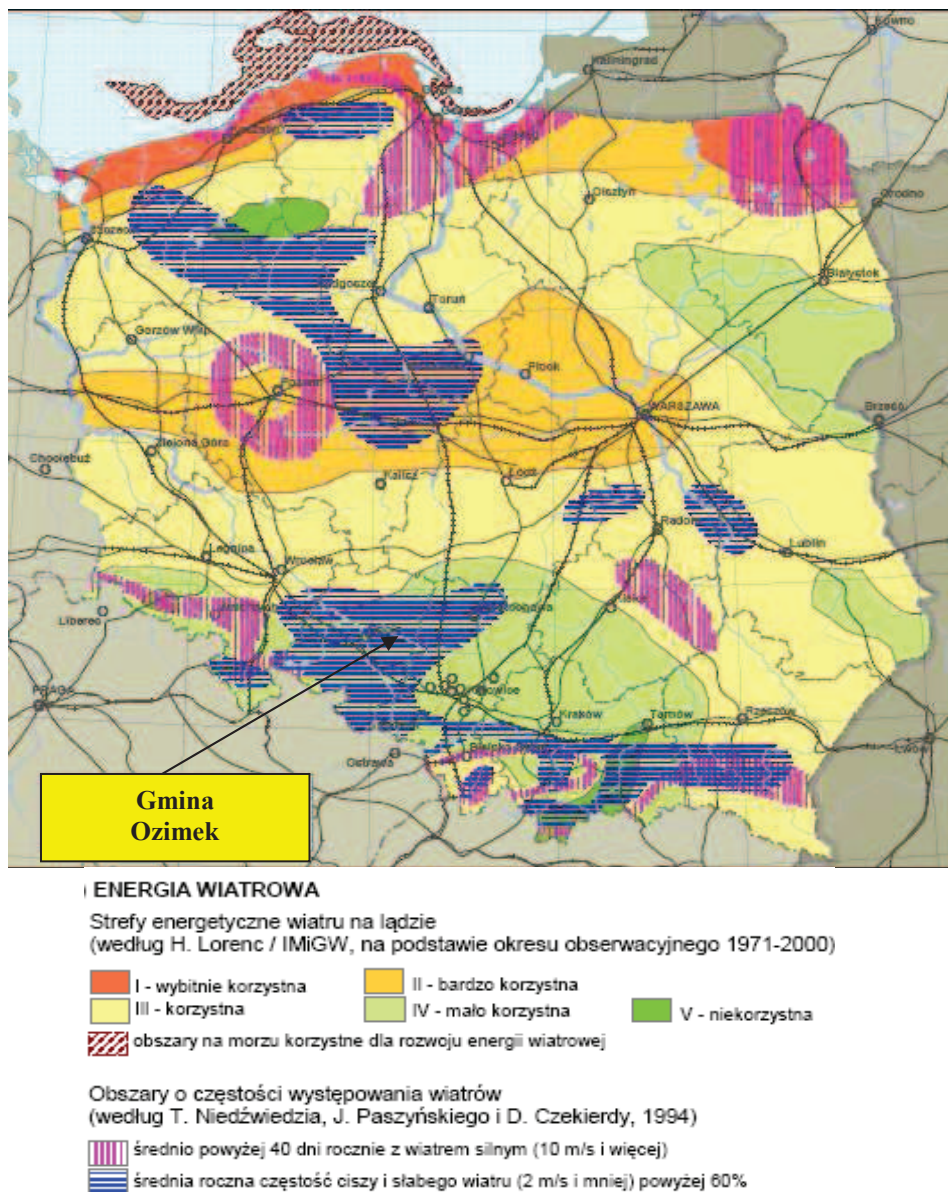 Kowno
Kaliningrad
Gdynia
Olsztyn
Grodno
Białystok
Toruń
Gorzów Wlkp
Płock
WARSZAWA
Brześć
Zielona Góra
Chociebuż
Kalisz
Łódź
Radom
Lublin
Legnica
Wrocław
Liberec
Kielce
PRAGA
Katowice
Kraków
Tarnów
Rzeszów
Lwów
Ostrawa
Gmina
Ozimek
) ENERGIA WIATROWA
Strefy energetyczne wiatru na lądzie
(według H. Lorenc / IMiGW, na podstawie okresu obserwacyjnego 1971-2000)
I - wybitnie korzystna
II - bardzo korzystna
III - korzystna
IV - mało korzystna
V - niekorzystna
obszary na morzu korzystne dla rozwoju energii wiatrowej
Obszary o częstości występowania wiatrów
(według T. Niedźwiedzia, J. Paszyńskiego i D. Czekierdy, 1994)
średnio powyżej 40 dni rocznie z wiatrem silnym (10 m/s i więcej)
średnia roczna częstość ciszy i słabego wiatru (2 m/s i mniej) powyżej 60%